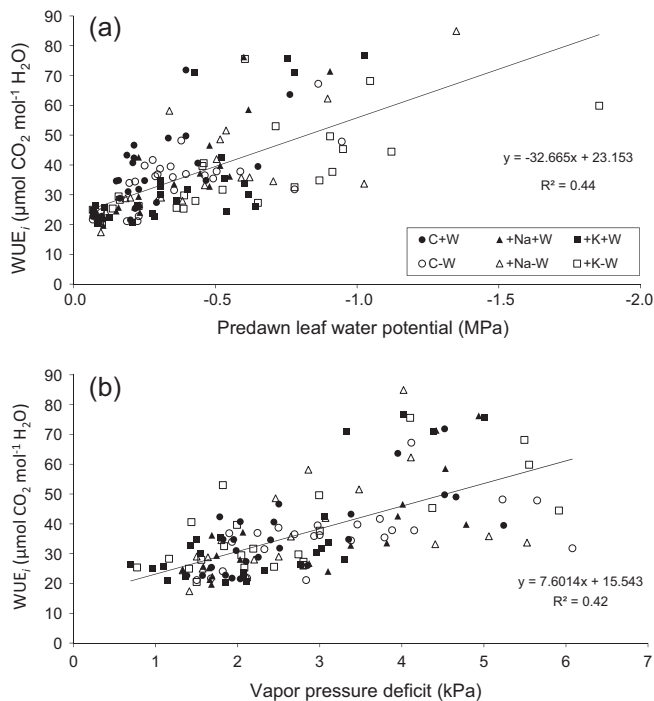 (a)
90
80
70
60
50
40
30
20
10
WUEi (µmol CO2 mol-1 H2O)
y = -32.665x + 23.153
R² = 0.44
C+W +Na+W +K+W
C-W +Na-W +K-W
0.0 -0.5 -1.0 -1.5 -2.0
Predawn leaf water potential (MPa)
(b)
90
80
70
60
50
40
30
20
10
0
WUEi (µmol CO2 mol-1 H2O)
y = 7.6014x + 15.543
R² = 0.42
0 1 2 3 4 5 6 7
Vapor pressure deficit (kPa)